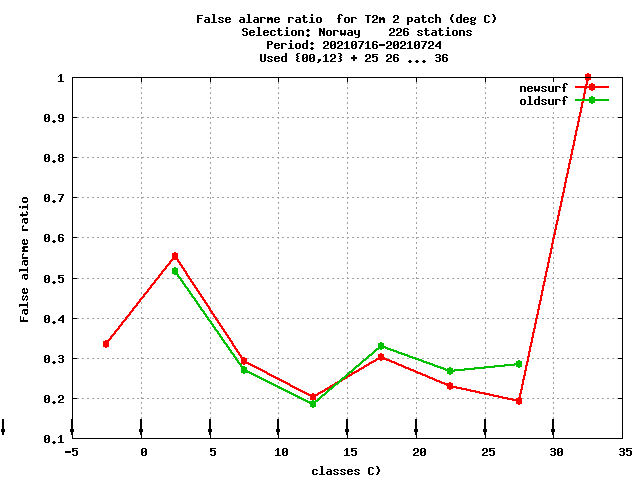 False alarme ratio  for T2m 2 patch (deg C)
Selection: Norway    226 stations
Period: 20210716-20210724
Used {00,12} + 25 26 ... 36
newsurf
oldsurf
1
0.9
0.8
0.7
0.6
0.5
0.4
0.3
0.2
0.1
False alarme ratio
-5 0 5 10 15 20 25 30 35
classes C)